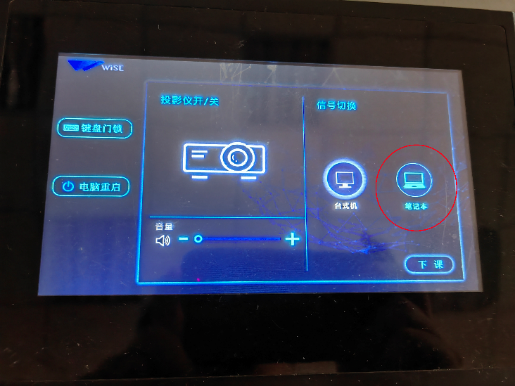 WISE
投影仪开/关
信号切换
键盘门锁
电脑重启
台式机
笔记本
音量
下课